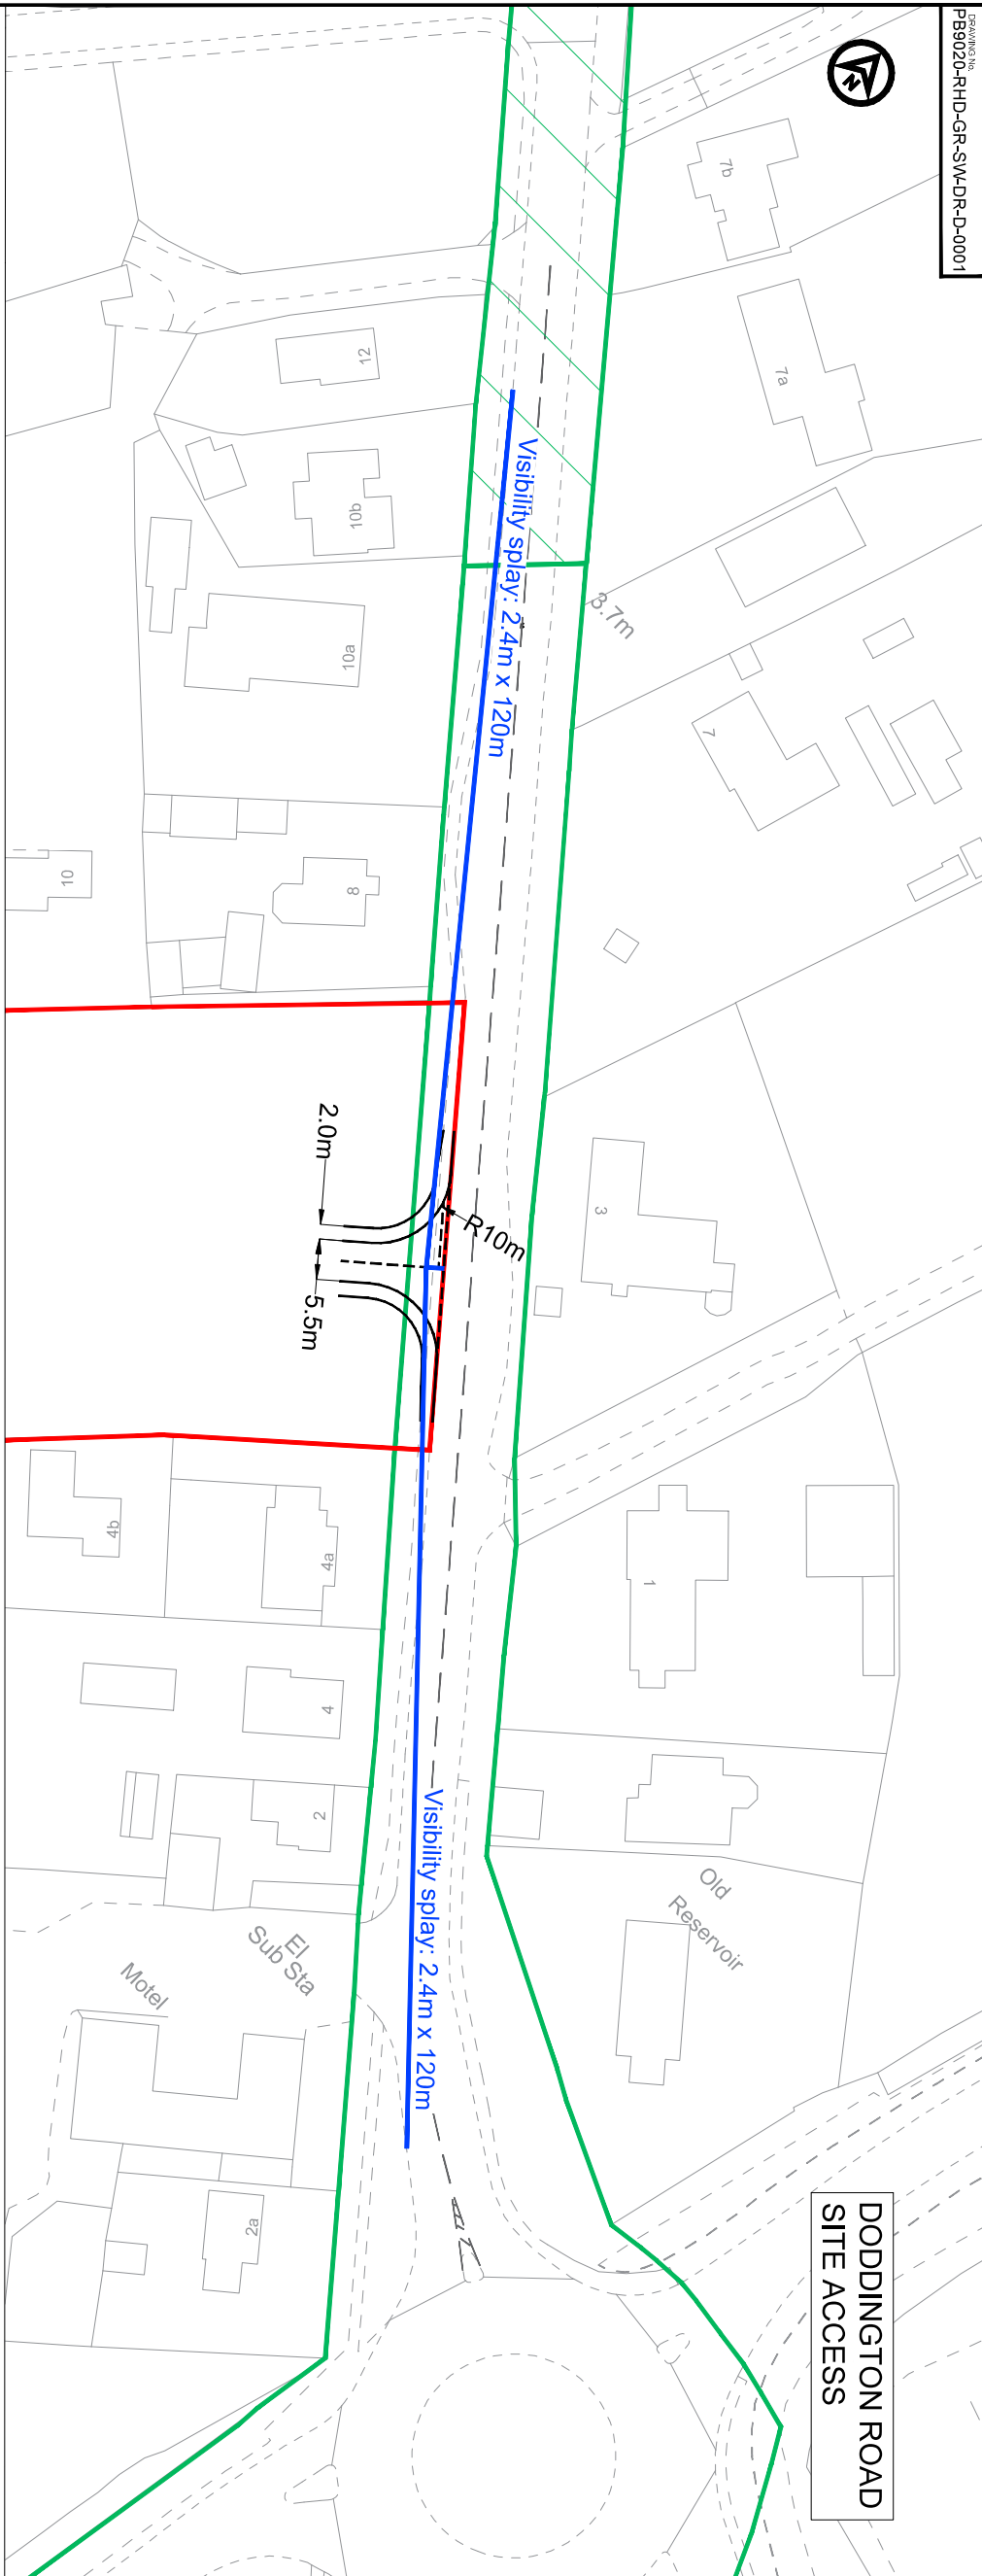 DRAWING No.
PB9020-RHD-GR-SW-DR-D-0001
N
7b
7a
12
10b
Visibility splay: 2.4m x 120m
3.7m
10a
7
10
8
2.0m
R10m
5.5m
3
4b
4a
1
4
2
Visibility splay: 2.4m x 120m
Old
Reservoir
El
Sub Sta
Motel
2a
DODDINGTON ROAD
SITE ACCESS